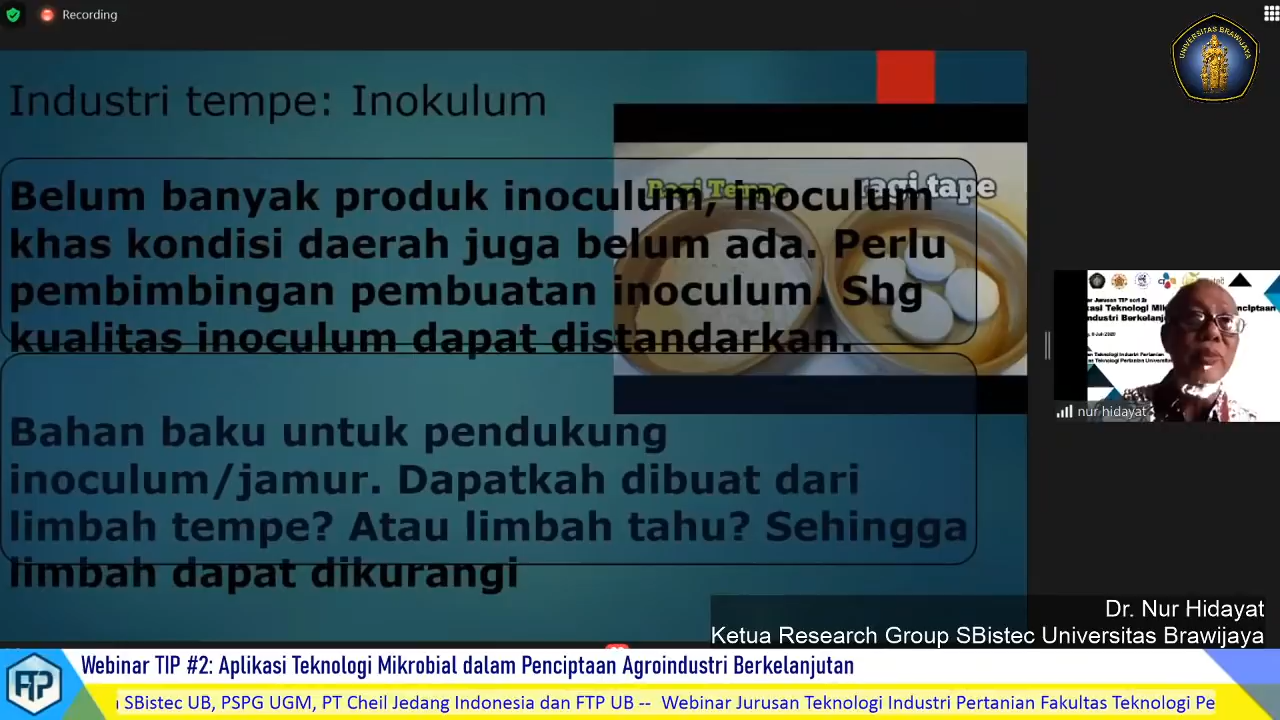 Recording
UNIVERSITAS BRAWIJAYA
Industri tempe: Inokulum
Ragi Tempe
ragi tape
Belum banyak produk inoculum, inoculum
khas kondisi daerah juga belum ada. Perlu
pembimbingan pembuatan inoculum. Shg
kualitas inoculum dapat distandarkan.
Bahan baku untuk pendukung
inoculum/jamur. Dapatkah dibuat dari
limbah tempe? Atau limbah tahu? Sehingga
limbah dapat dikurangi
nur hidayat
Dr. Nur Hidayat
Ketua Research Group SBistec Universitas Brawijaya
Webinar TIP #2: Aplikasi Teknologi Mikrobial dalam Penciptaan Agroindustri Berkelanjutan
SBistec UB, PSPG UGM, PT Cheil Jedang Indonesia dan FTP UB -- Webinar Jurusan Teknologi Industri Pertanian Fakultas Teknologi Pe